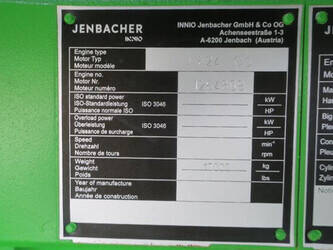 JENBACHER
INNIO
INNIO Jenbacher GmbH & Co OG
Achenseestraße 1-3
A-6200 Jenbach (Austria)
Engine type
Motor Typ
Motor modèle
Engine no.
Motor Nr.
Moteur numéro
ISO standard power
ISO-Standardleistung ISO 3046 kW
Puissance normale ISO HP
Overload power
Überleistung ISO 3046 kW
Puissance de surcharge HP
Speed
Drehzahl min⁻¹
Nombre de tours rpm
Weight
Gewicht kg
Poids lbs
Year of manufacture
Baujahr
Année de construction